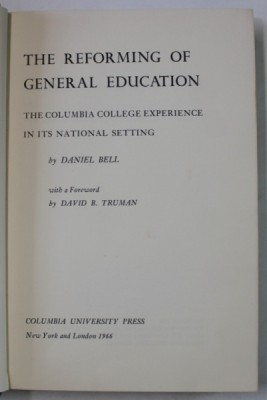 THE REFORMING OF
GENERAL EDUCATION
THE COLUMBIA COLLEGE EXPERIENCE
IN ITS NATIONAL SETTING
by DANIEL BELL
with a Foreword
by DAVID B. TRUMAN
COLUMBIA UNIVERSITY PRESS
New York and London 1966